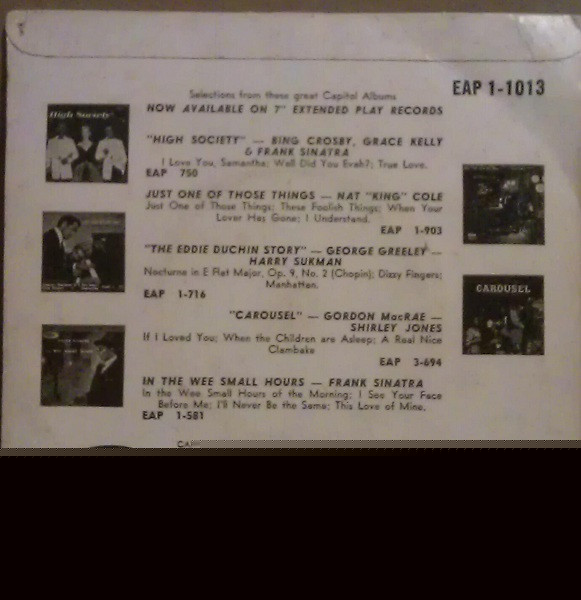 EAP 1-1013
Selections from these great Capitol Albums
NOW AVAILABLE ON 7" EXTENDED PLAY RECORDS
High Society
"HIGH SOCIETY" — BING CROSBY, GRACE KELLY
& FRANK SINATRA
I Love You, Samantha; Well Did You Evah?; True Love.
EAP 750
JUST ONE OF THOSE THINGS — NAT "KING" COLE
Just One of Those Things; These Foolish Things; When Your
Lover Has Gone; I Understand.
EAP 1-903
"THE EDDIE DUCHIN STORY" — GEORGE GREELEY —
HARRY SUKMAN
Nocturne in E Flat Major, Op. 9, No. 2 (Chopin); Dizzy Fingers;
Manhattan.
EAP 1-716
"CAROUSEL" — GORDON MacRAE —
SHIRLEY JONES
If I Loved You; When the Children are Asleep; A Real Nice
Clambake
EAP 3-694
CAROUSEL
IN THE WEE SMALL HOURS — FRANK SINATRA
In the Wee Small Hours of the Morning; I See Your Face
Before Me; I'll Never Be the Same; This Love of Mine.
EAP 1-581